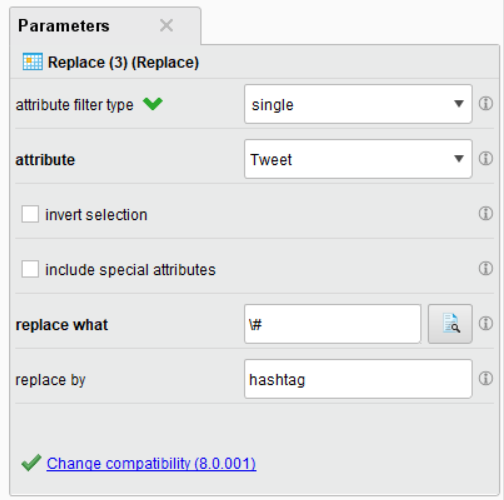 Parameters
Replace (3) (Replace)
attribute filter type single
attribute Tweet
invert selection
include special attributes
replace what \#
replace by hashtag
Change compatibility (8.0.001)